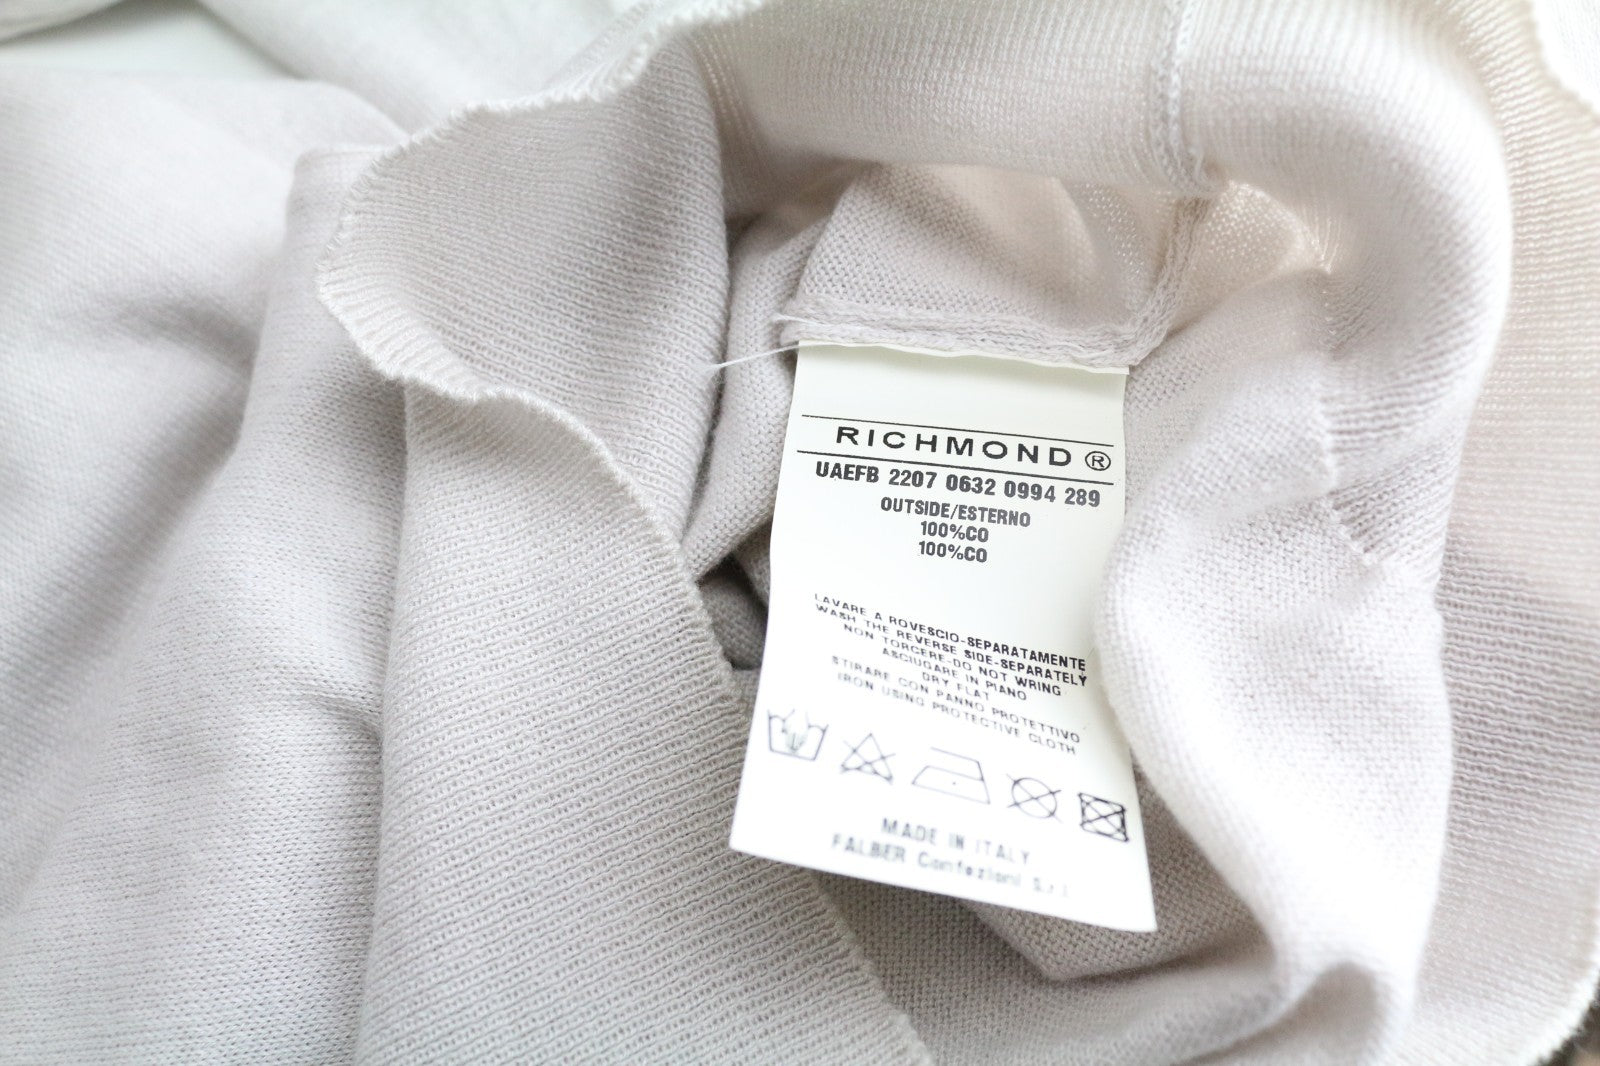 RICHMOND ®
UAEFB 2207 0632 0994 289
OUTSIDE/ESTERNO
100%CO
100%CO
LAVARE A ROVESCIO-SEPARATAMENTE
WASH THE REVERSE SIDE-SEPARATELY
NON TORCERE-DO NOT WRING
ASCIUGARE IN PIANO
DRY FLAT
STIRARE CON PANNO PROTETTIVO
IRON USING PROTECTIVE CLOTH
MADE IN ITALY
FALBER Confezioni S.r.l